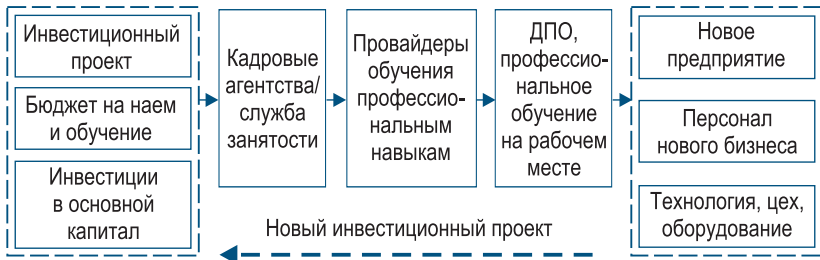 Инвестиционный
проект
Бюджет на наем
и обучение
Инвестиции
в основной
капитал
Кадровые
агентства/
служба
занятости
Провайдеры
обучения
профессио-
нальным
навыкам
ДПО,
профессио-
нальное
обучение
на рабочем
месте
Новое
предприятие
Персонал
нового бизнеса
Технология, цех,
оборудование
Новый инвестиционный проект